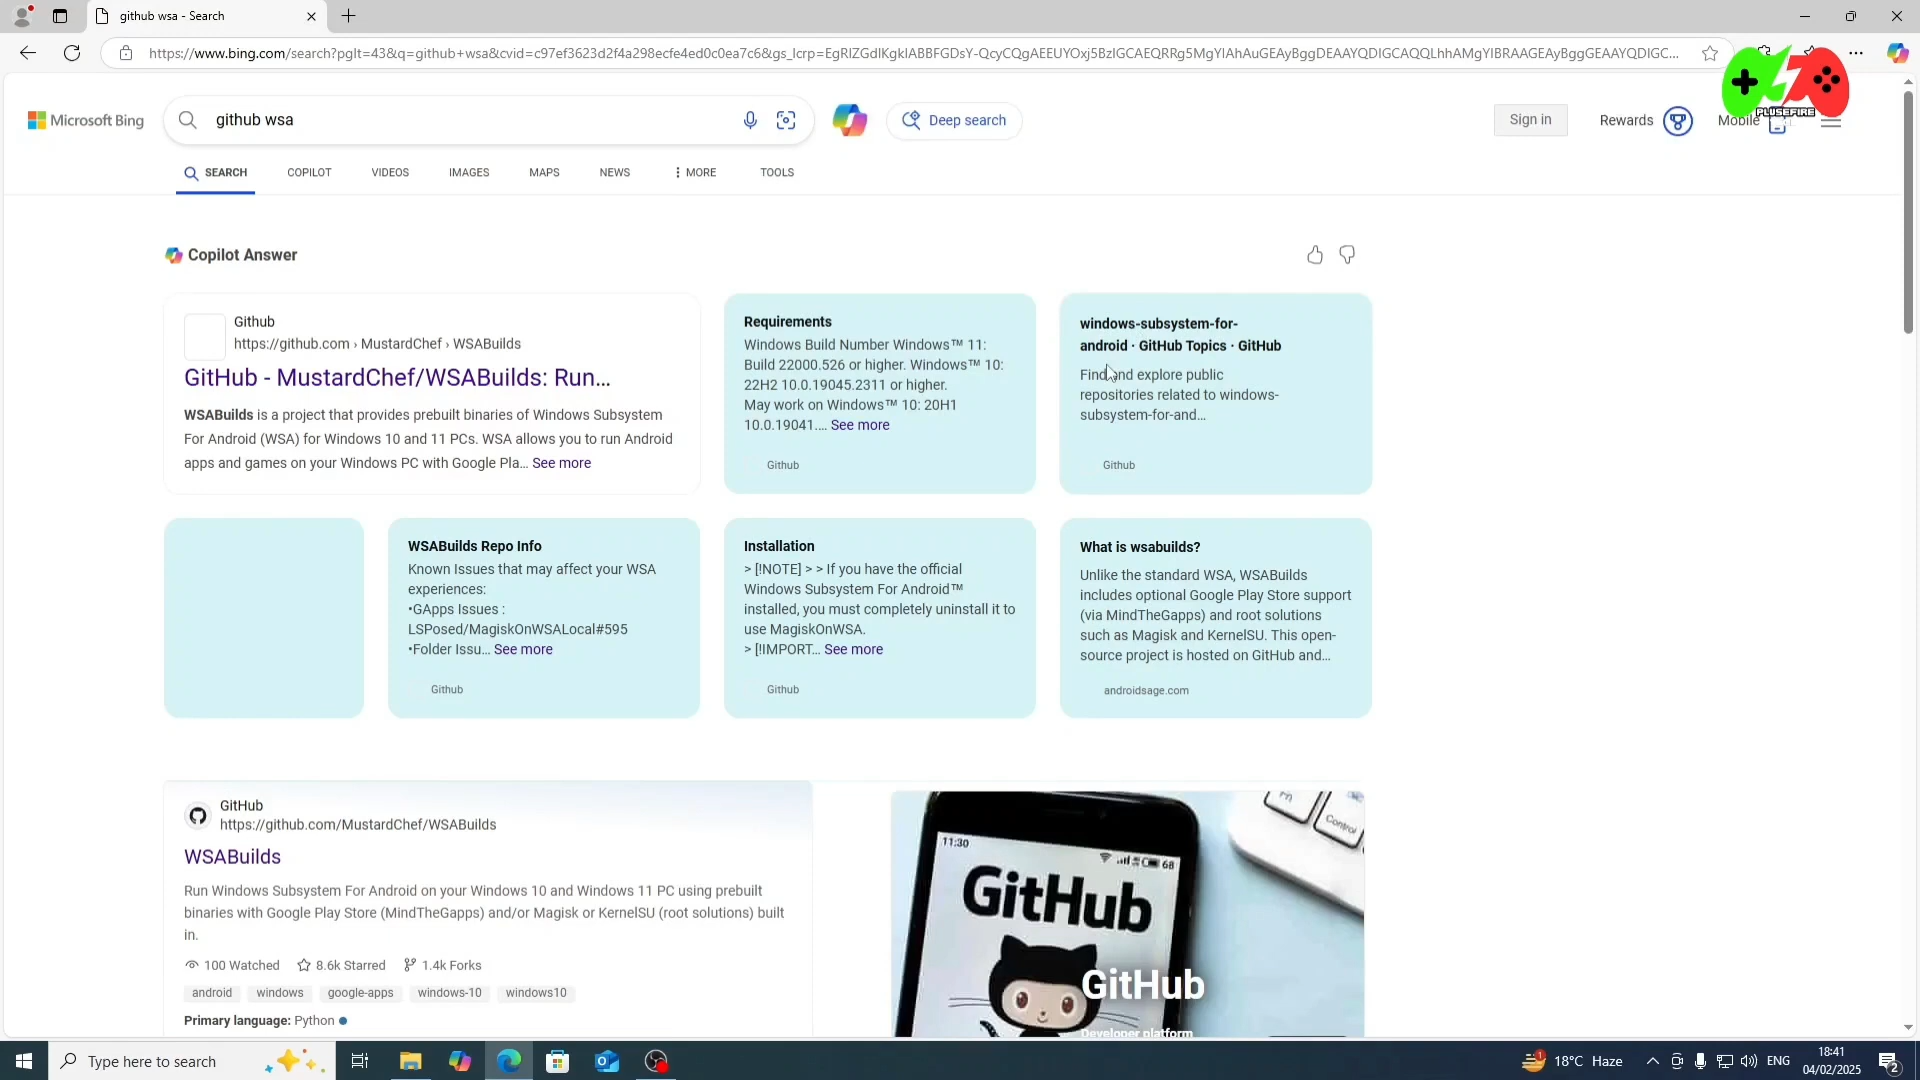 github wsa - Search
https://www.bing.com/search?pglt=43&q=github+wsa&cvid=c97ef3623d2f4a298ecfe4ed0c0ea7c6&gs_lcrp=EgRlZGdlKgkIABBFGDsY-QcyCQgAEEUYOxj5BzIGCAEQRRg5MgYIAhAuGEAyBggDEAAYQDIGCAQQLhhAMgYIBRAAGEAyBggGEAAYQDIGC...
PLUSEFIRE
Microsoft Bing
github wsa
Deep search
Sign in
Rewards
Mobile
SEARCH
COPILOT
VIDEOS
IMAGES
MAPS
NEWS
MORE
TOOLS
Copilot Answer
Github
https://github.com › MustardChef › WSABuilds
GitHub - MustardChef/WSABuilds: Run...
WSABuilds is a project that provides prebuilt binaries of Windows Subsystem
For Android (WSA) for Windows 10 and 11 PCs. WSA allows you to run Android
apps and games on your Windows PC with Google Pla... See more
Requirements
Windows Build Number Windows™ 11:
Build 22000.526 or higher. Windows™ 10:
22H2 10.0.19045.2311 or higher.
May work on Windows™ 10: 20H1
10.0.19041.... See more
Github
windows-subsystem-for-
android · GitHub Topics · GitHub
Find and explore public
repositories related to windows-
subsystem-for-and...
Github
WSABuilds Repo Info
Known Issues that may affect your WSA
experiences:
•GApps Issues :
LSPosed/MagiskOnWSALocal#595
•Folder Issu... See more
Github
Installation
> [!NOTE] > > If you have the official
Windows Subsystem For Android™
installed, you must completely uninstall it to
use MagiskOnWSA.
> [!IMPORT... See more
Github
What is wsabuilds?
Unlike the standard WSA, WSABuilds
includes optional Google Play Store support
(via MindTheGapps) and root solutions
such as Magisk and KernelSU. This open-
source project is hosted on GitHub and...
androidsage.com
GitHub
https://github.com/MustardChef/WSABuilds
WSABuilds
Run Windows Subsystem For Android on your Windows 10 and Windows 11 PC using prebuilt
binaries with Google Play Store (MindTheGapps) and/or Magisk or KernelSU (root solutions) built
in.
100 Watched
8.6k Starred
1.4k Forks
android
windows
google-apps
windows-10
windows10
Primary language: Python
11:30
68
GitHub
Fn
Control
GitHub
Developer platform
Type here to search
1
18°C Haze
ENG
18:41
04/02/2025
2